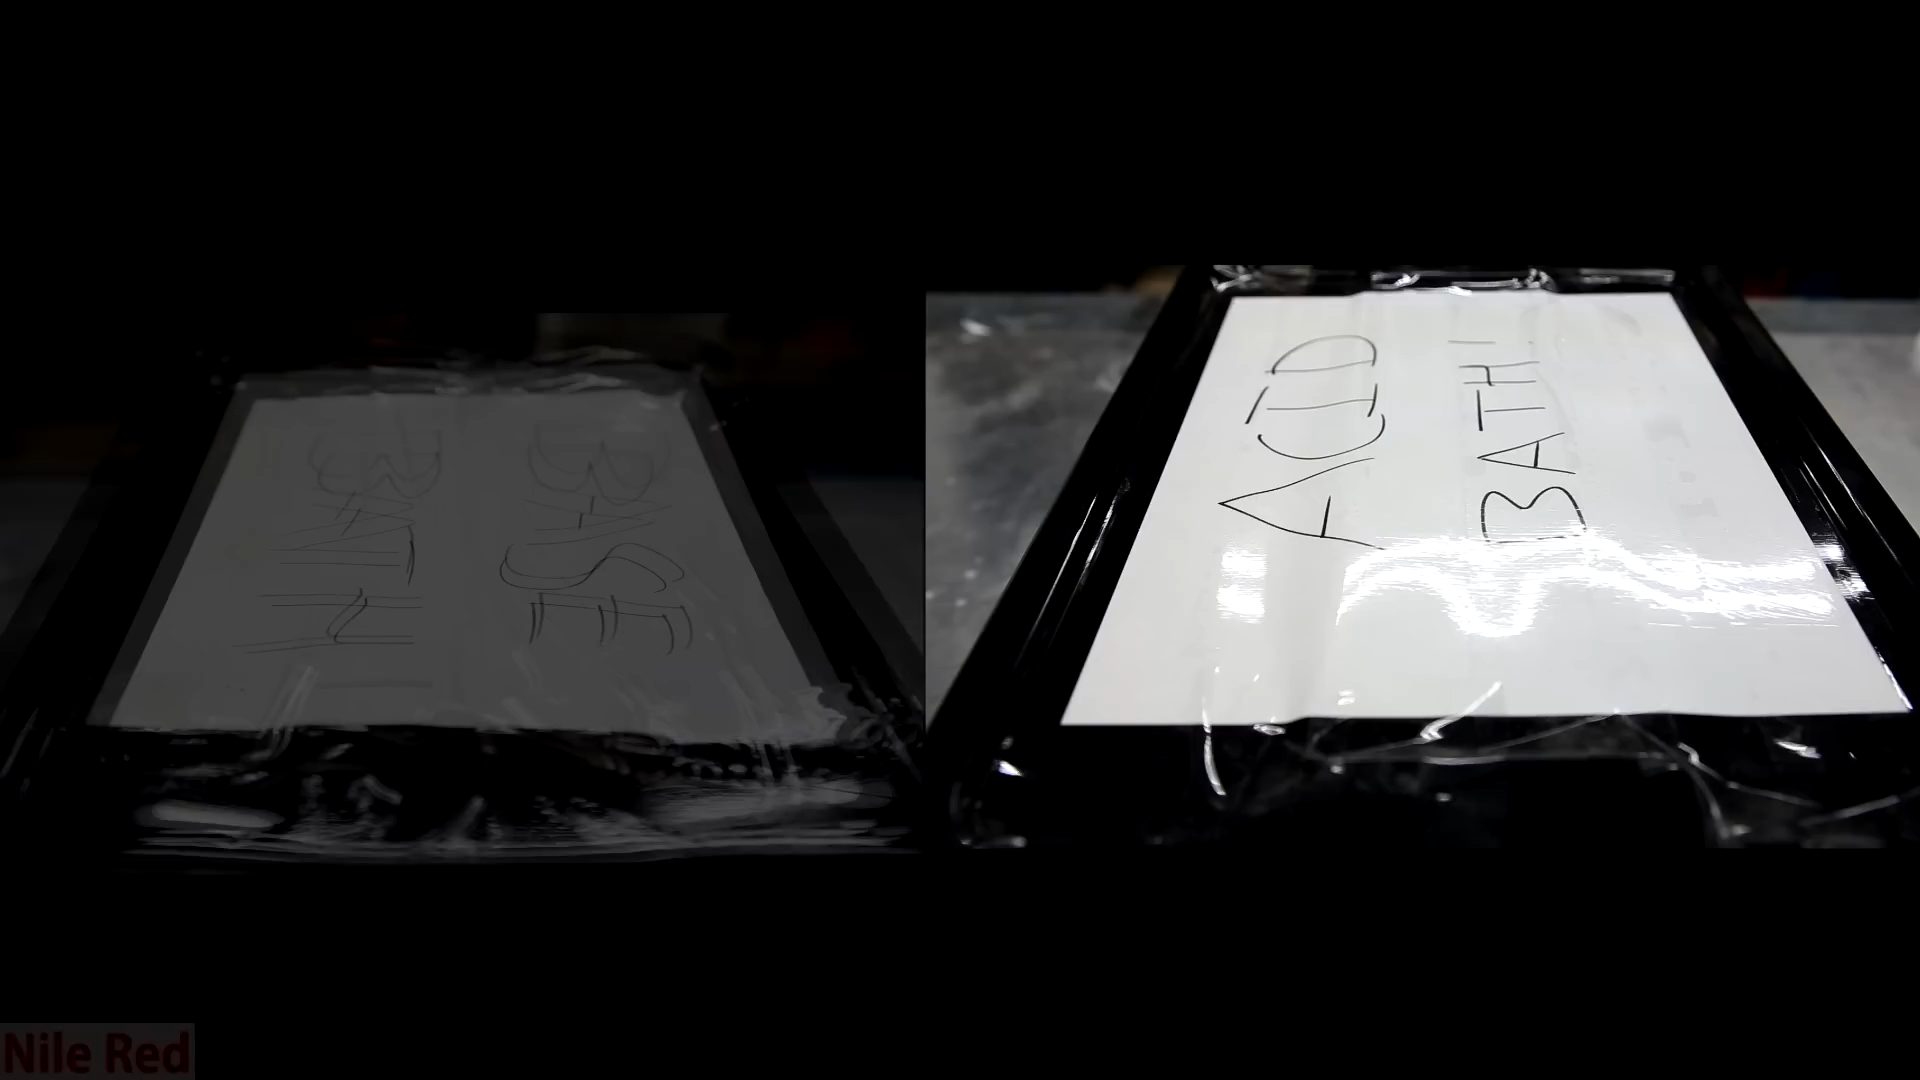 BASE
BATH!
ACID
BATH!
Nile Red